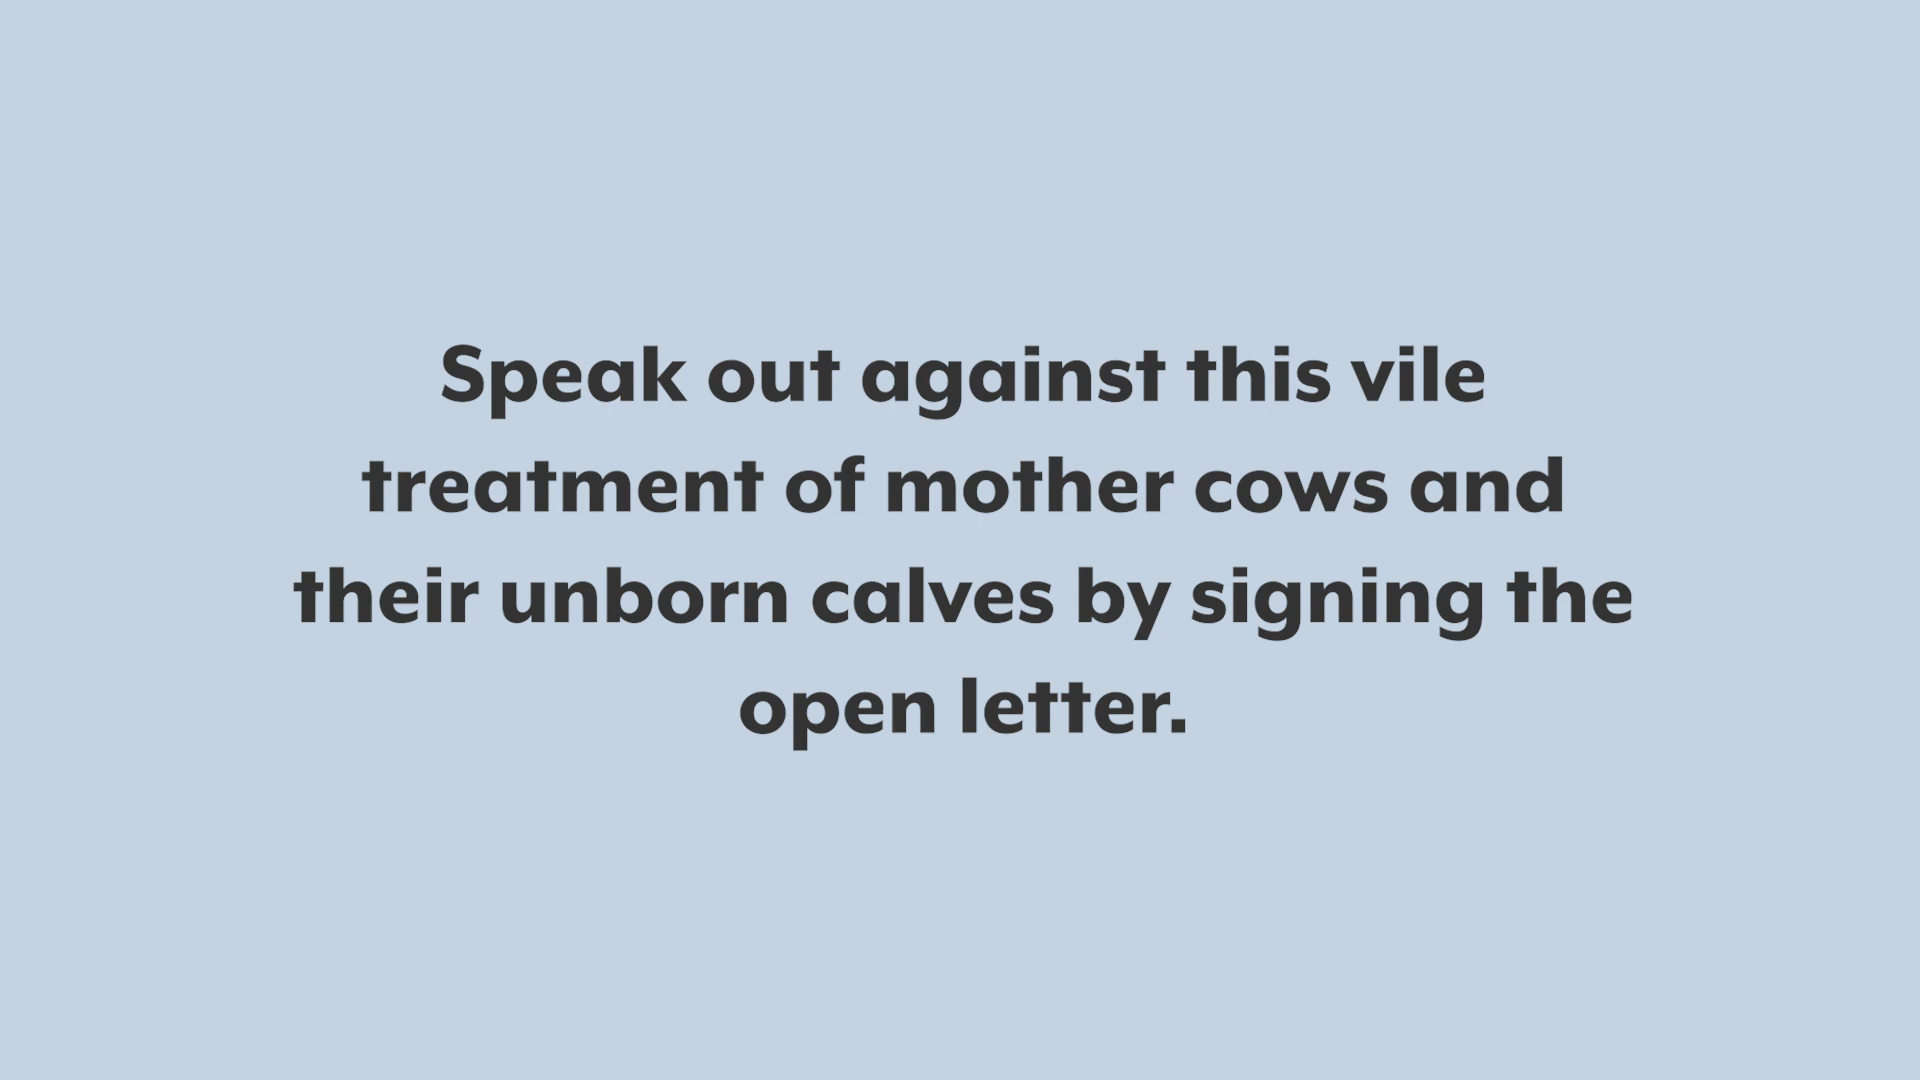 Speak out against this vile
treatment of mother cows and
their unborn calves by signing the
open letter.